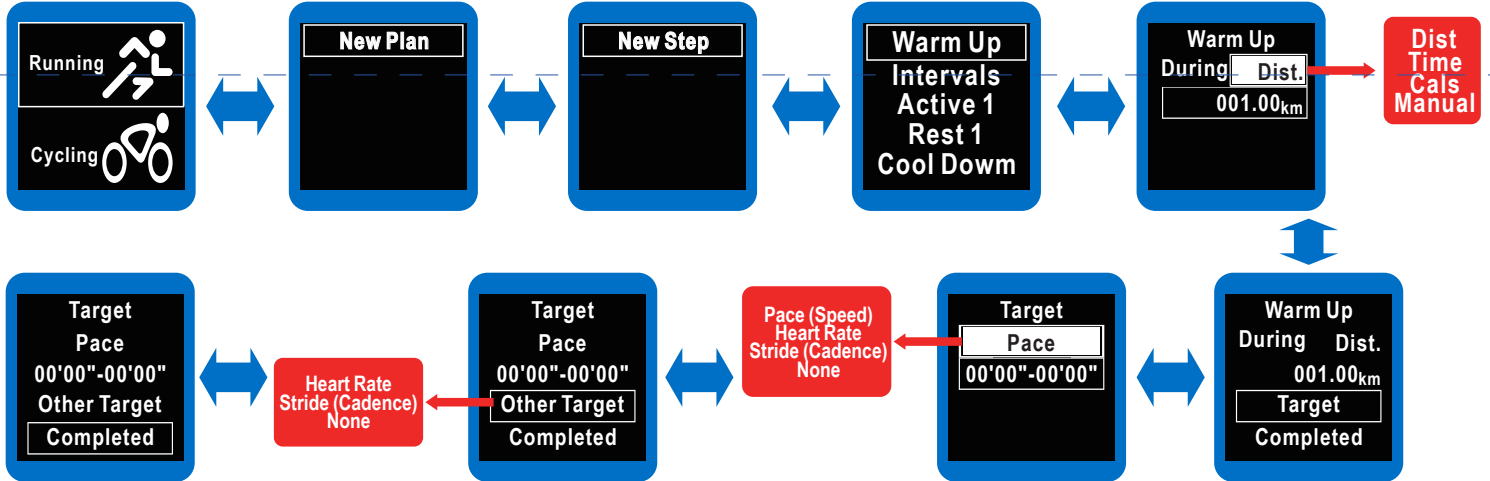 Running
Cycling
New Plan
New Step
Warm Up
Intervals
Active 1
Rest 1
Cool Dowm
Warm Up
During Dist.
001.00km
Dist
Time
Cals
Manual
Target
Pace
00'00"-00'00"
Other Target
Completed
Heart Rate
Stride (Cadence)
None
Target
Pace
00'00"-00'00"
Other Target
Completed
Pace (Speed)
Heart Rate
Stride (Cadence)
None
Target
Pace
00'00"-00'00"
Warm Up
During Dist.
001.00km
Target
Completed